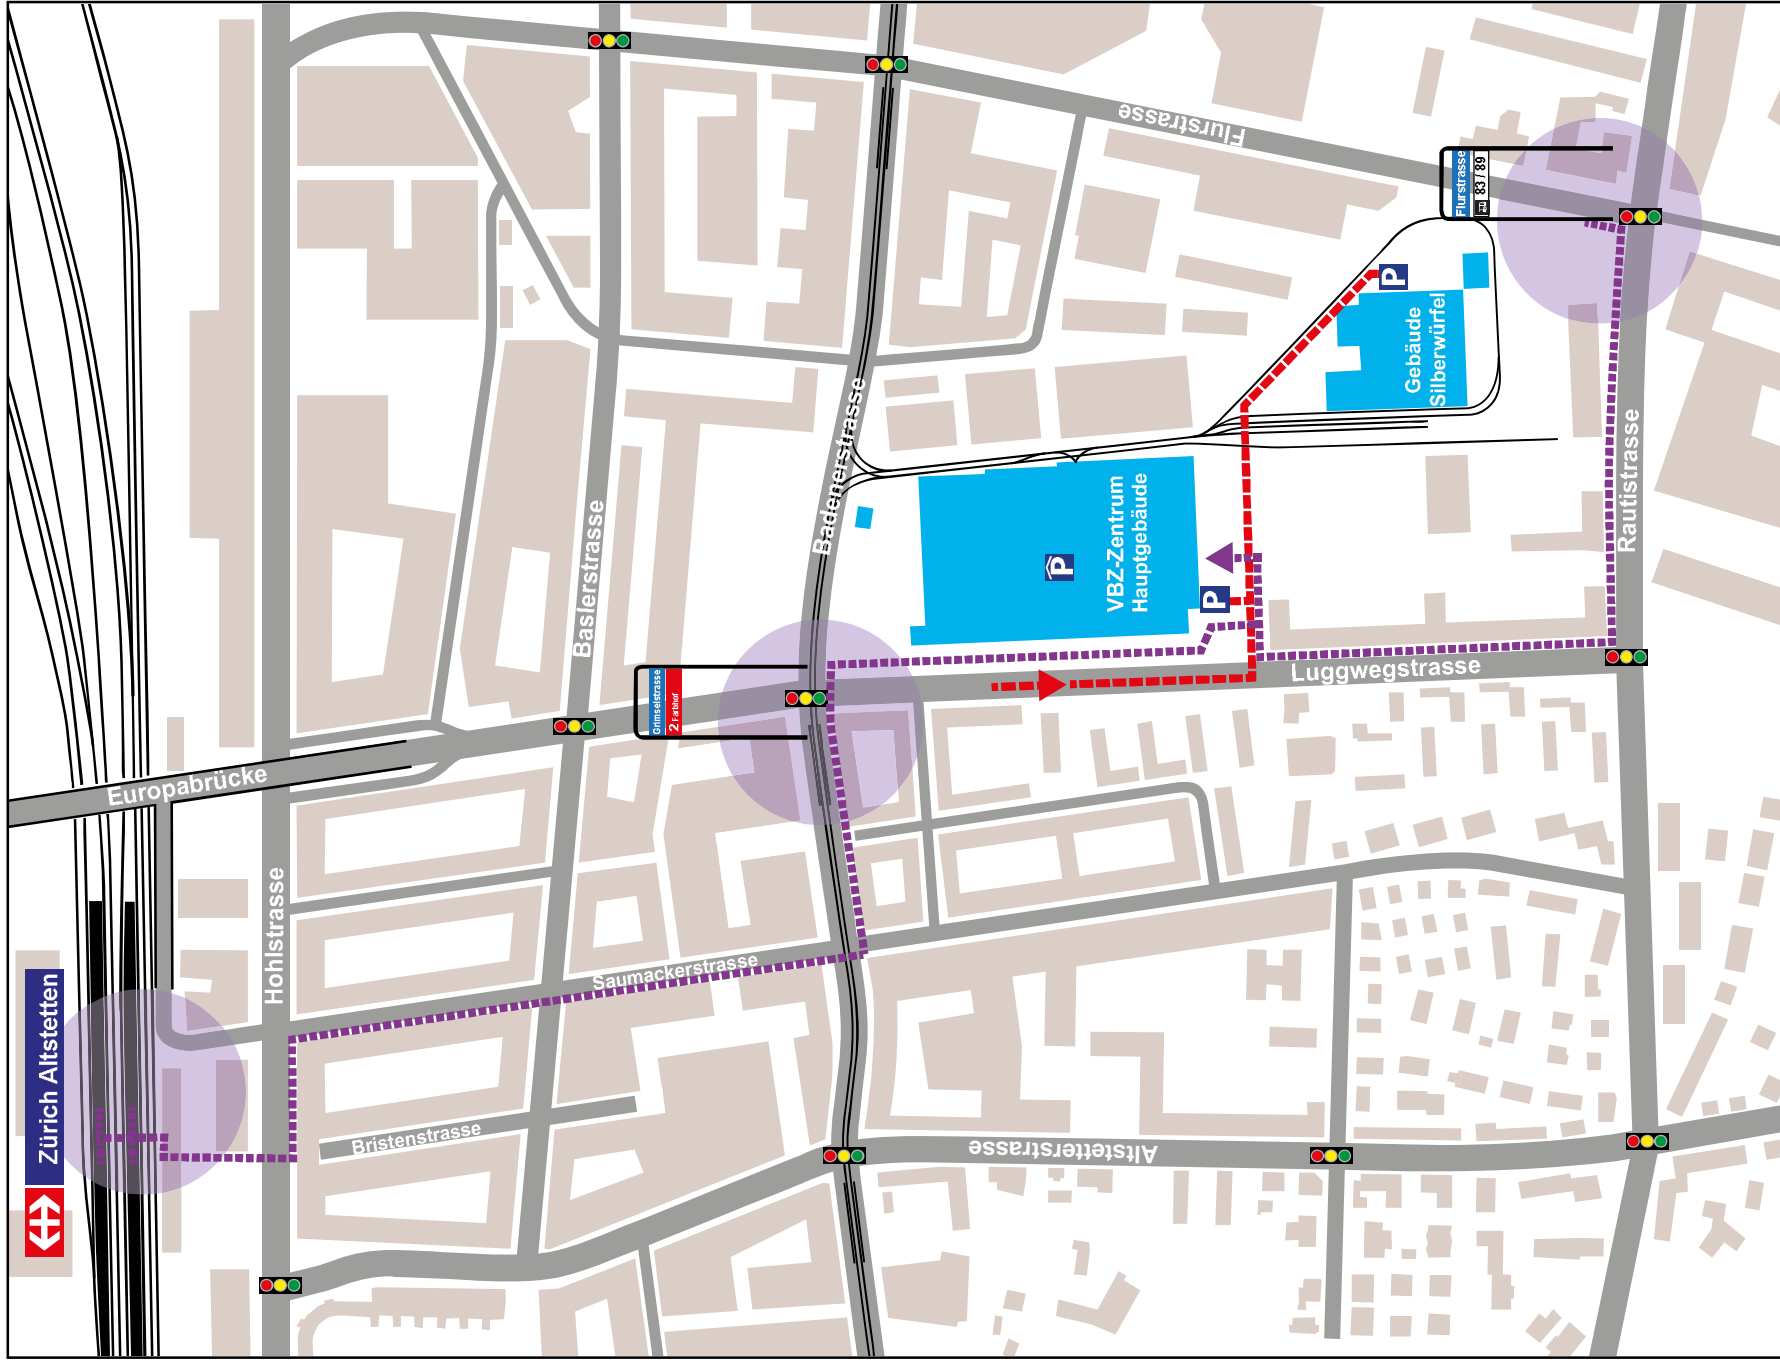 Flurstrasse
Flurstrasse
83 / 89
P
Gebäude
Silberwürfel
Badenerstrasse
Baslerstrasse
Rautistrasse
VBZ-Zentrum
Hauptgebäude
P
P
Grimselstrasse
2 Farbhof
Luggwegstrasse
Europabrücke
Hohlstrasse
Saumackerstrasse
Zürich Altstetten
Bristenstrasse
Altstetterstrasse